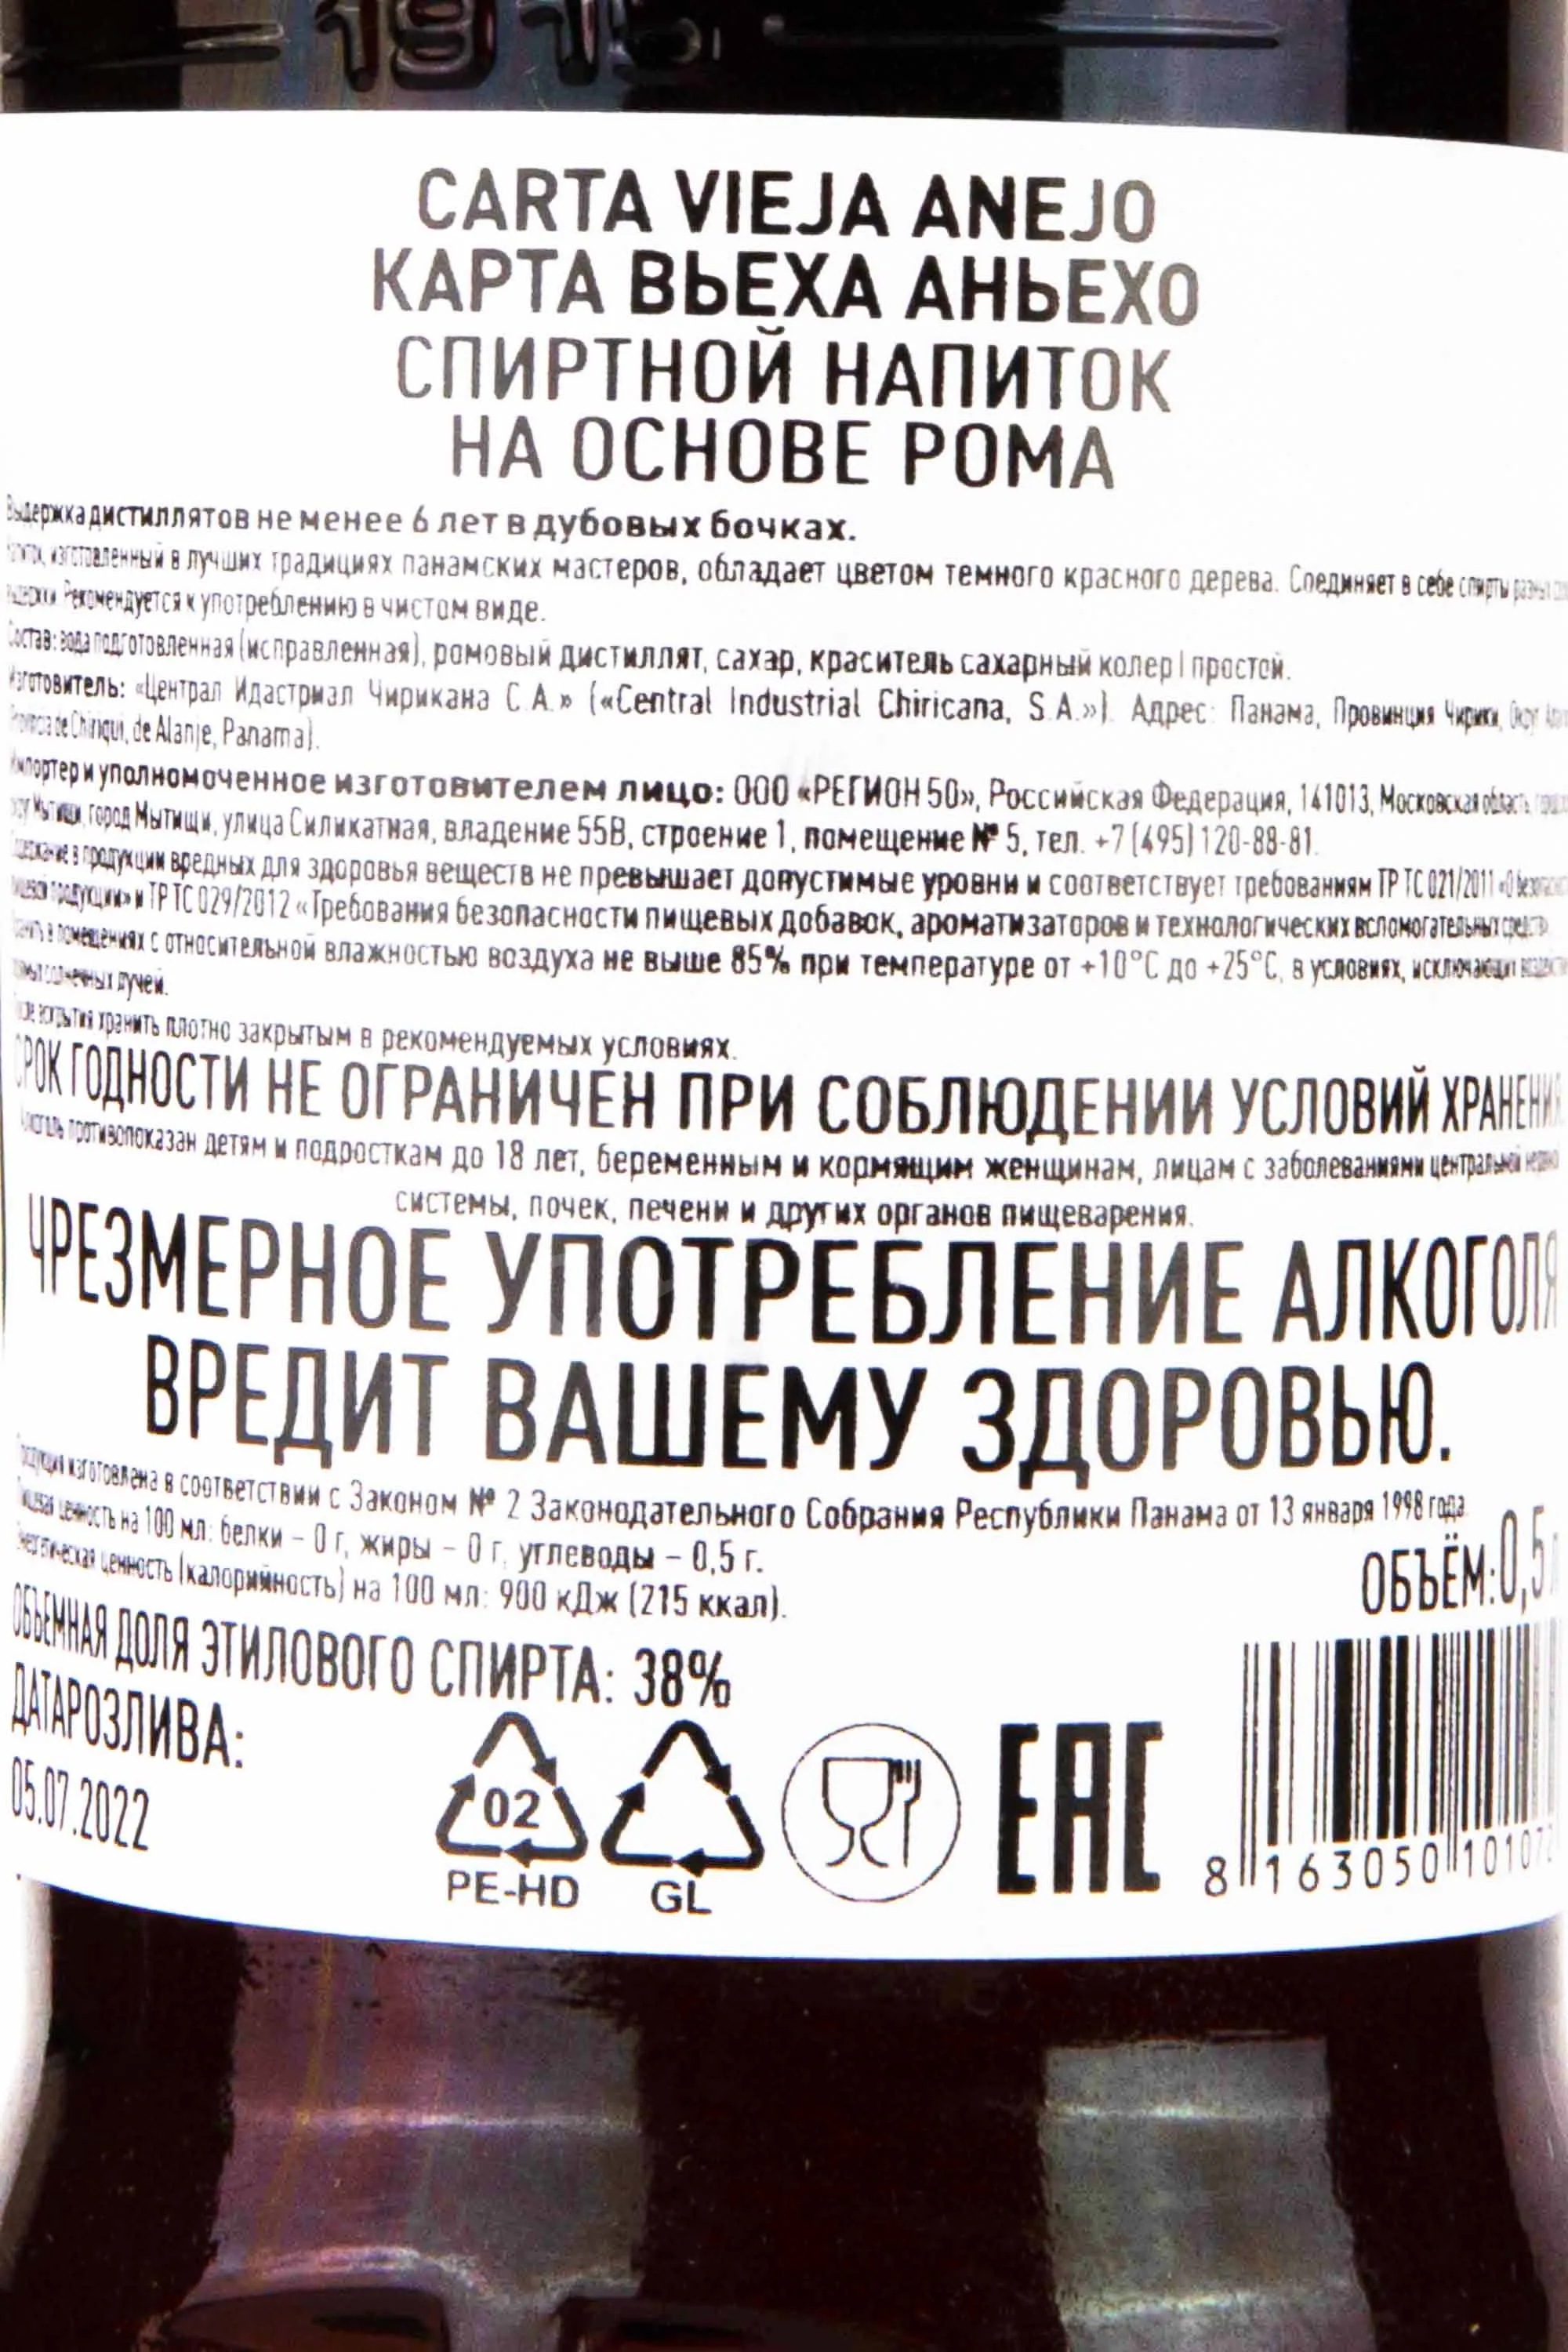 1915
CARTA VIEJA ANEJO
КАРТА ВЬЕХА АНЬЕХО
СПИРТНОЙ НАПИТОК
НА ОСНОВЕ РОМА
Выдержка дистиллятов не менее 6 лет в дубовых бочках.
Напиток, изготовленный в лучших традициях панамских мастеров, обладает цветом темного красного дерева. Соединяет в себе спирты
выдержки. Рекомендуется к употреблению в чистом виде.
Состав: вода подготовленная (исправленная), ромовый дистиллят, сахар, краситель сахарный колер I простой.
Изготовитель: «Централ Идастриал Чирикана С.А.» («Central Industrial Chiricana, S.A.»). Адрес: Панама, Провинция Чирики,
Provincia de Chiriqui, de Alanje, Panama).
Импортер и уполномоченное изготовителем лицо: ООО «РЕГИОН 50», Российская Федерация, 141013, Московская область,
Мытищи, город Мытищи, улица Силикатная, владение 55В, строение 1, помещение № 5, тел. +7 (495) 120-88-81.
Содержание в продукции вредных для здоровья веществ не превышает допустимые уровни и соответствует требованиям ТР ТС 021/2011
пищевой продукции» и ТР ТС 029/2012 «Требования безопасности пищевых добавок, ароматизаторов и технологических вспомогательных средств
Хранить в помещениях с относительной влажностью воздуха не выше 85% при температуре от +10°C до +25°C, в условиях, исключающих
прямых солнечных лучей.
После вскрытия хранить плотно закрытым в рекомендуемых условиях.
СРОК ГОДНОСТИ НЕ ОГРАНИЧЕН ПРИ СОБЛЮДЕНИИ УСЛОВИЙ ХРАНЕНИЯ
Алкоголь противопоказан детям и подросткам до 18 лет, беременным и кормящим женщинам, лицам с заболеваниями центральной нервной
системы, почек, печени и других органов пищеварения.
ЧРЕЗМЕРНОЕ УПОТРЕБЛЕНИЕ АЛКОГОЛЯ
ВРЕДИТ ВАШЕМУ ЗДОРОВЬЮ.
Продукция изготовлена в соответствии с Законом № 2 Законодательного Собрания Республики Панама от 13 января 1998 года.
Пищевая ценность на 100 мл: белки – 0 г, жиры – 0 г, углеводы – 0,5 г.
Энергетическая ценность (калорийность) на 100 мл: 900 кДж (215 ккал).
ОБЪЁМ: 0,5
ОБЪЕМНАЯ ДОЛЯ ЭТИЛОВОГО СПИРТА: 38%
ДАТА РОЗЛИВА:
05.07.2022
02
PE-HD
GL
EAC
8 163050 101072